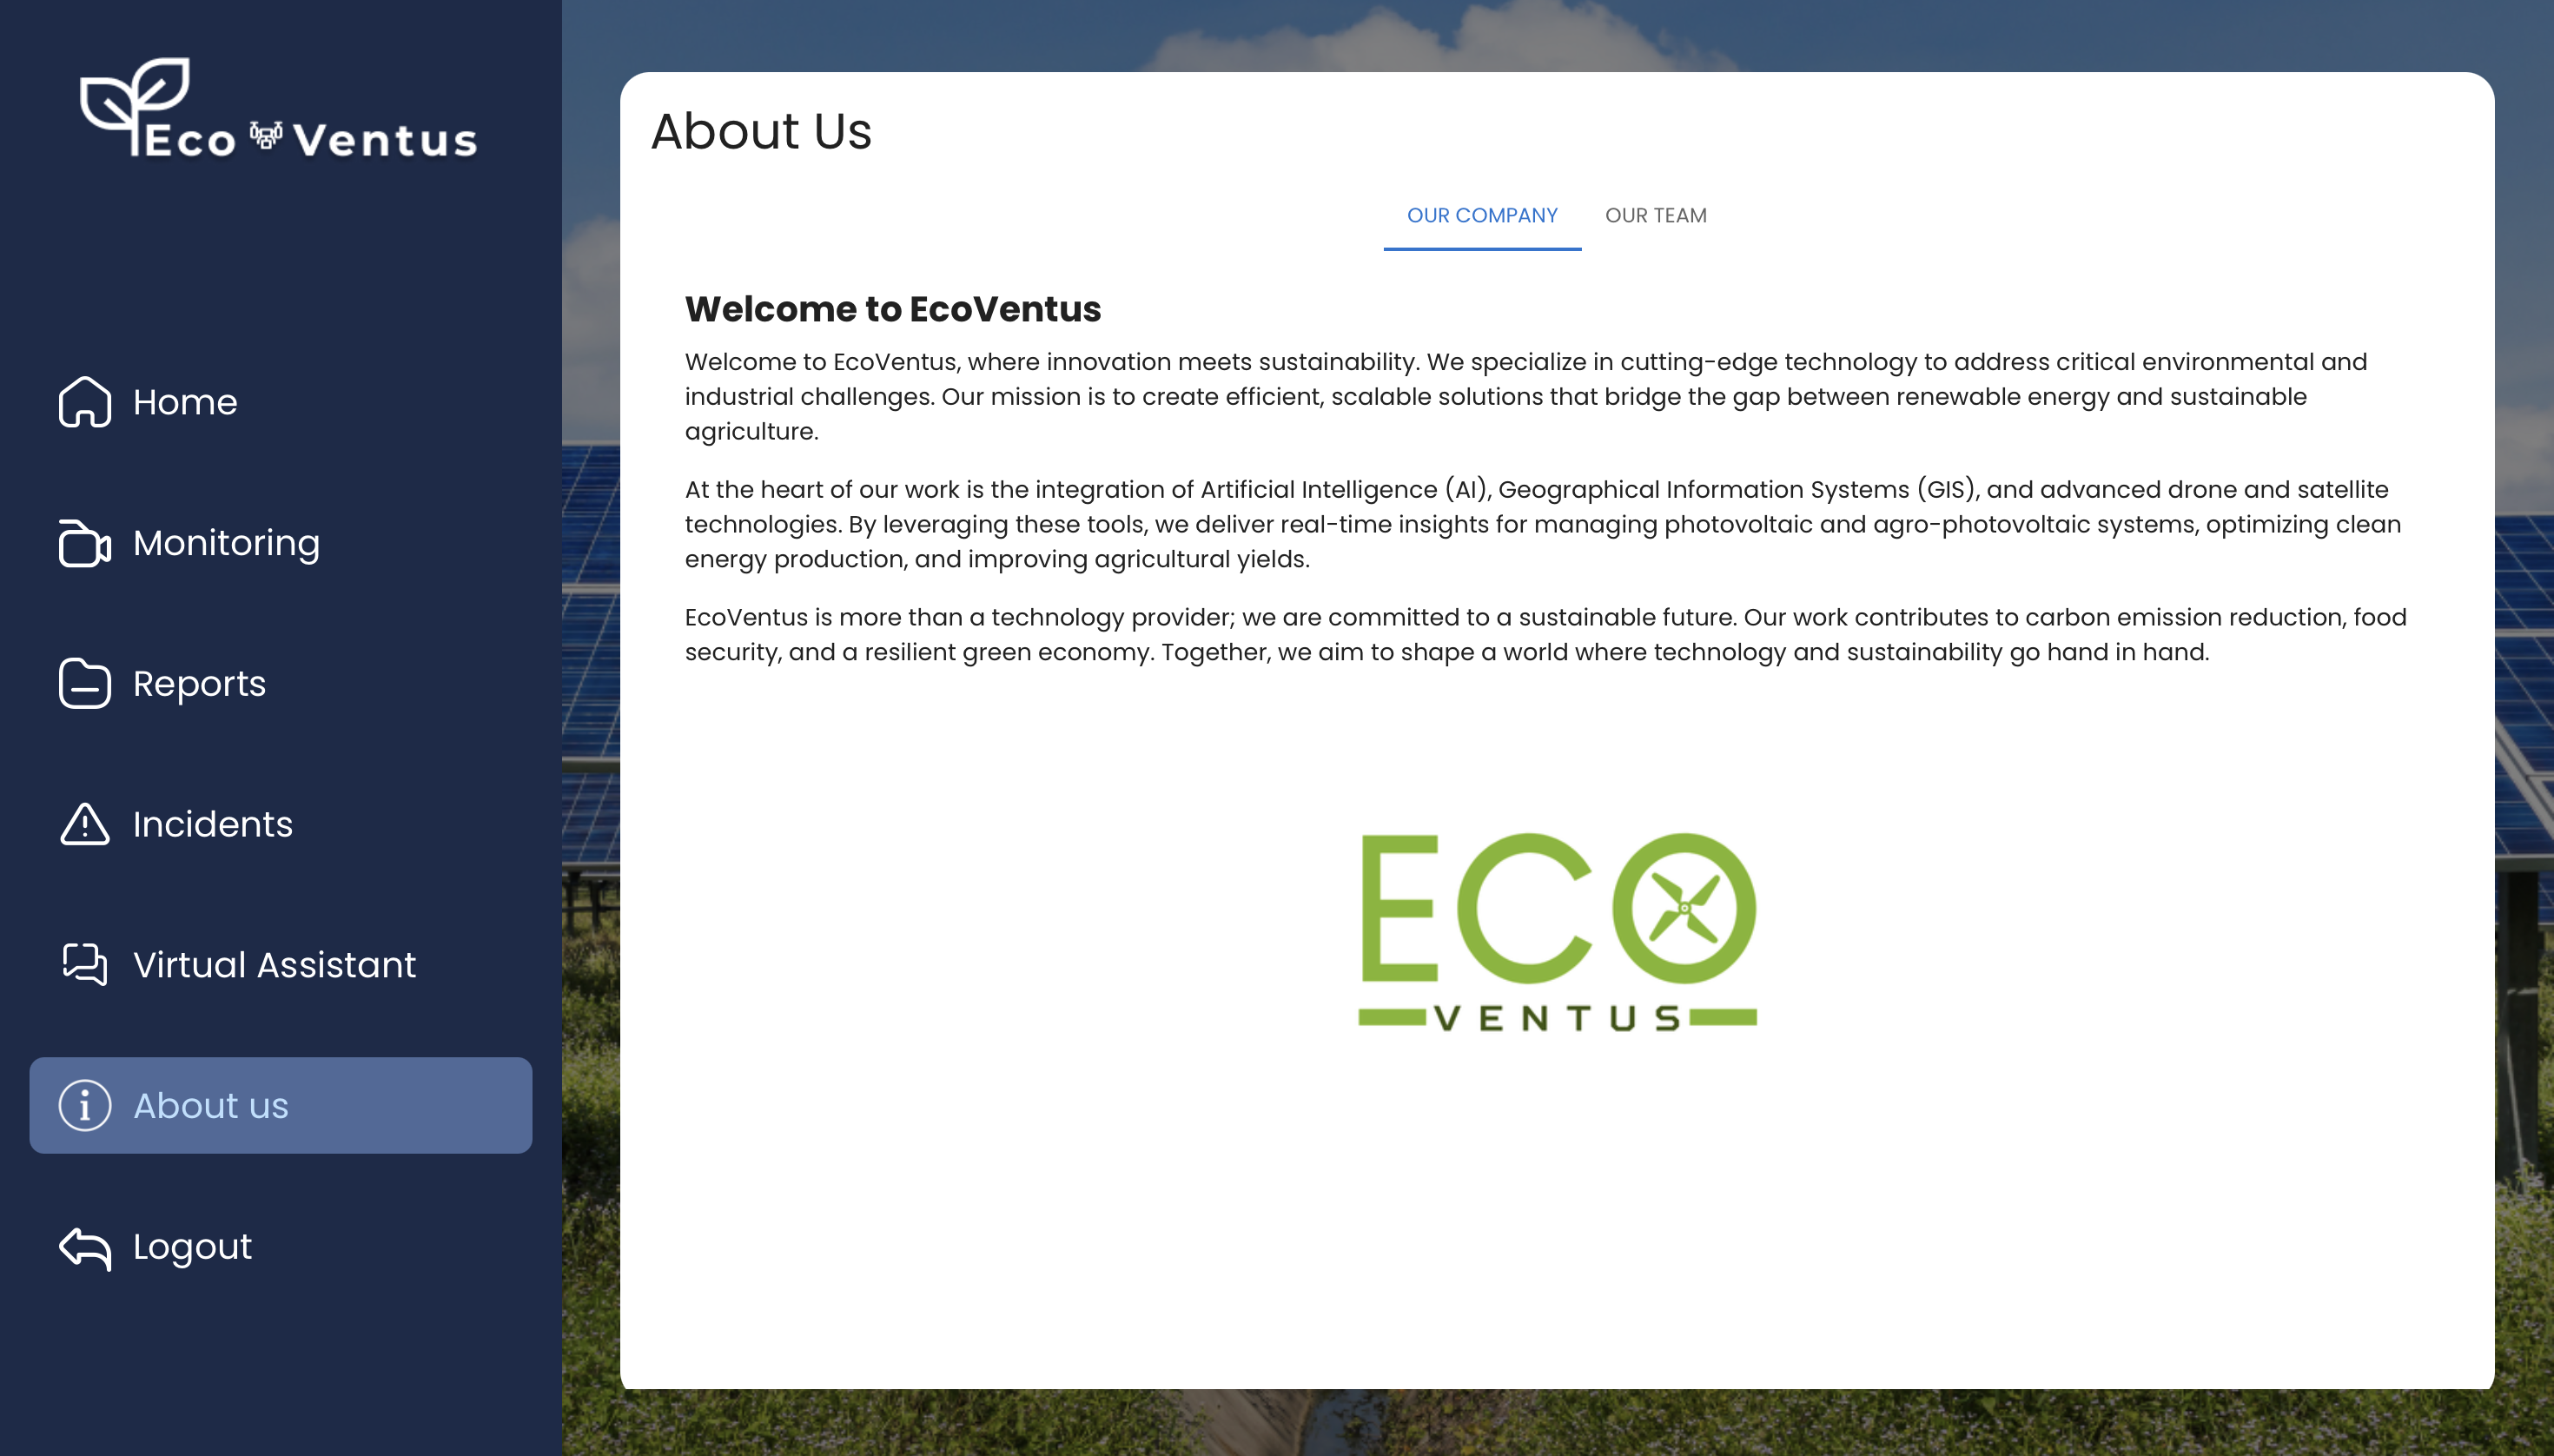 Eco Ventus
Home
Monitoring
Reports
Incidents
Virtual Assistant
About us
Logout
About Us
OUR COMPANY OUR TEAM
Welcome to EcoVentus
Welcome to EcoVentus, where innovation meets sustainability. We specialize in cutting-edge technology to address critical environmental and
industrial challenges. Our mission is to create efficient, scalable solutions that bridge the gap between renewable energy and sustainable
agriculture.
At the heart of our work is the integration of Artificial Intelligence (AI), Geographical Information Systems (GIS), and advanced drone and satellite
technologies. By leveraging these tools, we deliver real-time insights for managing photovoltaic and agro-photovoltaic systems, optimizing clean
energy production, and improving agricultural yields.
EcoVentus is more than a technology provider; we are committed to a sustainable future. Our work contributes to carbon emission reduction, food
security, and a resilient green economy. Together, we aim to shape a world where technology and sustainability go hand in hand.
ECO
VENTUS